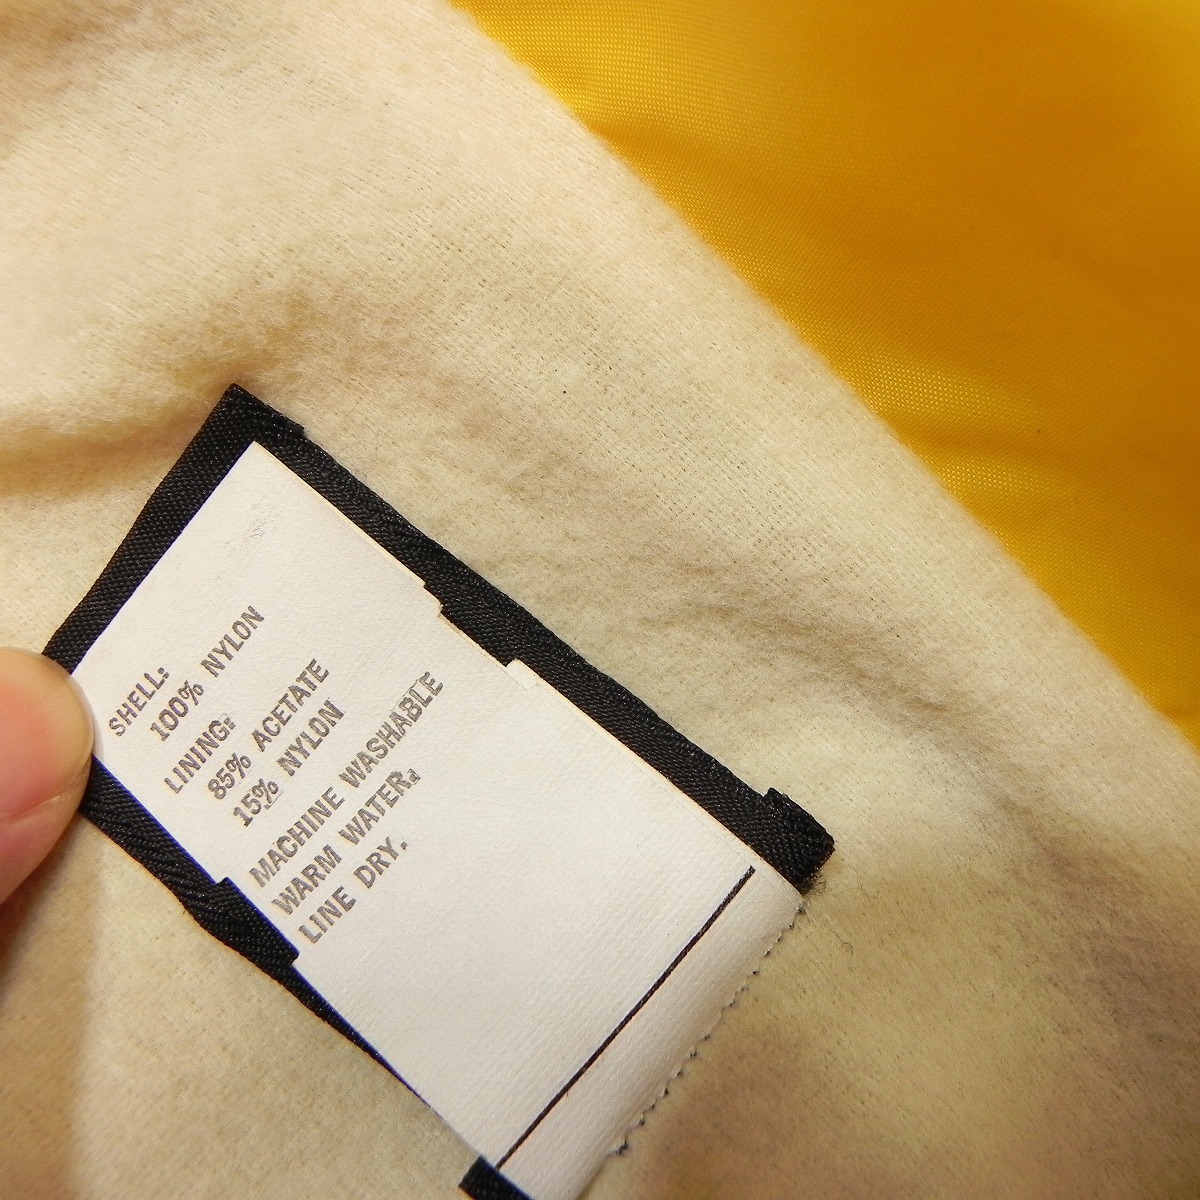 SHELL:
100% NYLON
LINING:
85% ACETATE
15% NYLON
MACHINE WASHABLE
WARM WATER.
LINE DRY.